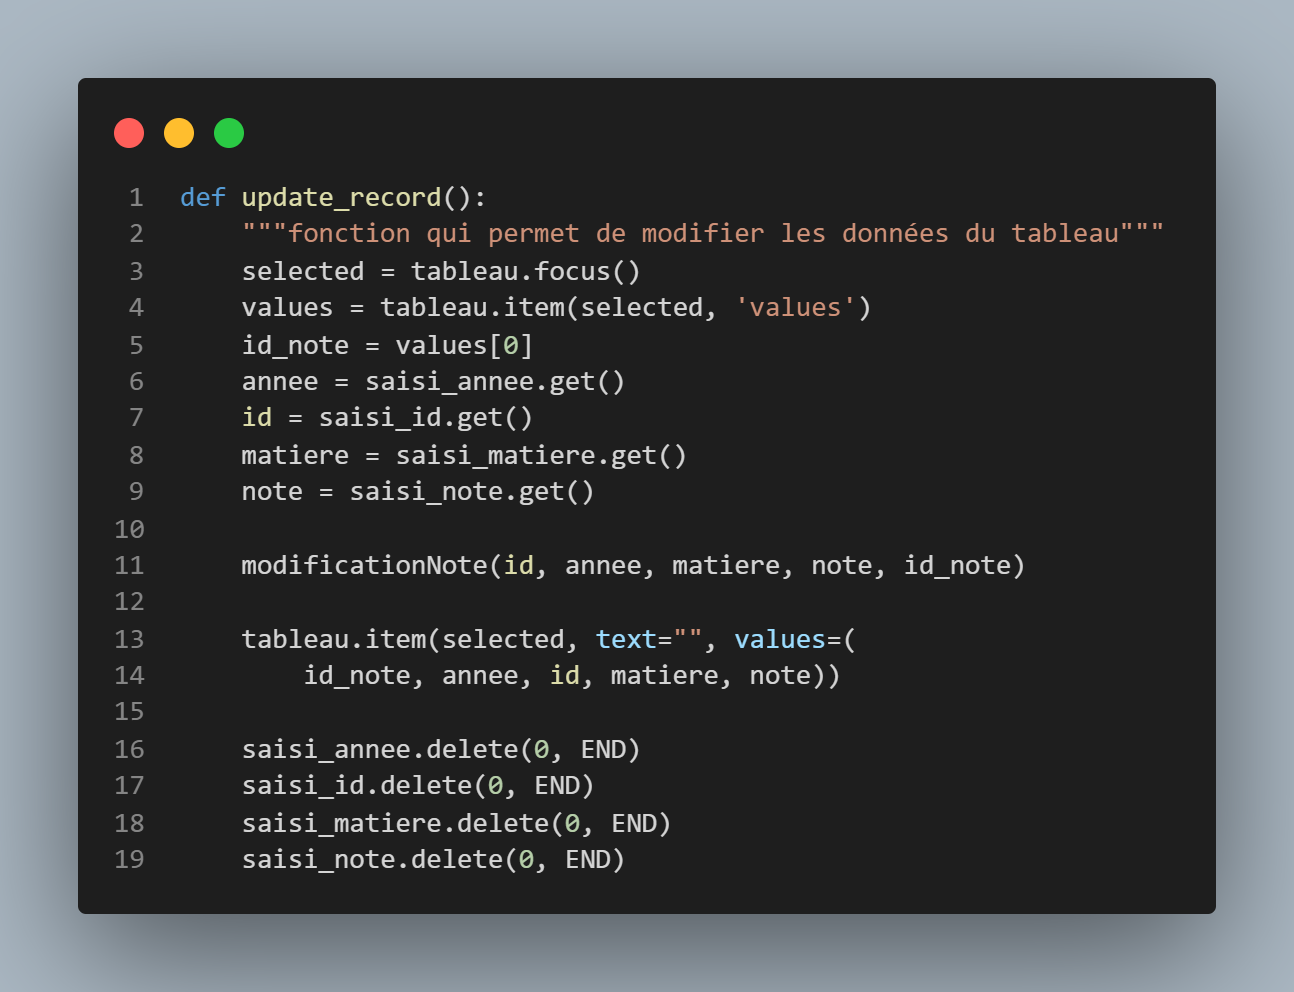 1 def update_record():
2     """fonction qui permet de modifier les données du tableau"""
3     selected = tableau.focus()
4     values = tableau.item(selected, 'values')
5     id_note = values[0]
6     annee = saisi_annee.get()
7     id = saisi_id.get()
8     matiere = saisi_matiere.get()
9     note = saisi_note.get()
10
11     modificationNote(id, annee, matiere, note, id_note)
12
13     tableau.item(selected, text="", values=(
14         id_note, annee, id, matiere, note))
15
16     saisi_annee.delete(0, END)
17     saisi_id.delete(0, END)
18     saisi_matiere.delete(0, END)
19     saisi_note.delete(0, END)